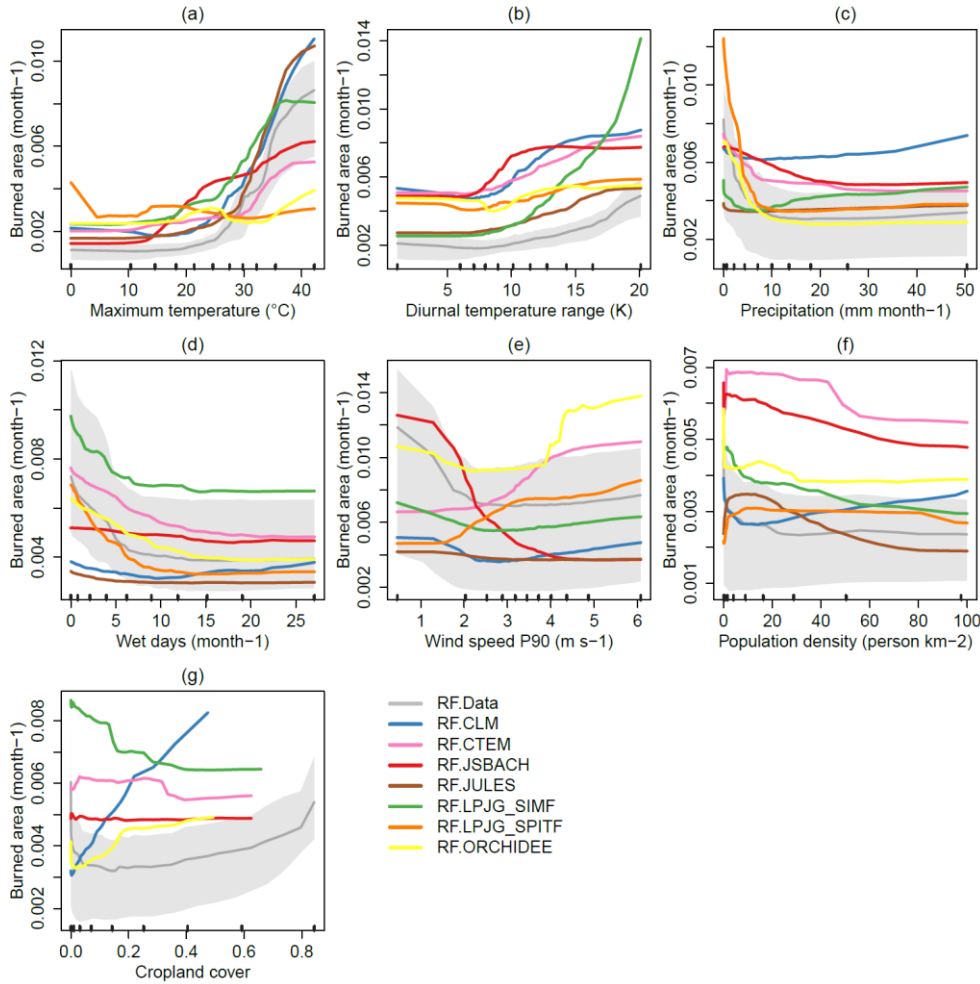 (a)
Burned area (month−1)
0.002 0.006 0.010
0 10 20 30 40
Maximum temperature (°C)
(b)
Burned area (month−1)
0.002 0.006 0.010 0.014
5 10 15 20
Diurnal temperature range (K)
(c)
Burned area (month−1)
0.002 0.006 0.010
0 10 20 30 40 50
Precipitation (mm month−1)
(d)
Burned area (month−1)
0.004 0.008 0.012
0 5 10 15 20 25
Wet days (month−1)
(e)
Burned area (month−1)
0.002 0.006 0.010 0.014
1 2 3 4 5 6
Wind speed P90 (m s−1)
(f)
Burned area (month−1)
0.001 0.003 0.005 0.007
0 20 40 60 80 100
Population density (person km−2)
(g)
Burned area (month−1)
0.002 0.004 0.006 0.008
0.0 0.2 0.4 0.6 0.8
Cropland cover
RF.Data
RF.CLM
RF.CTEM
RF.JSBACH
RF.JULES
RF.LPJG_SIMF
RF.LPJG_SPITF
RF.ORCHIDEE